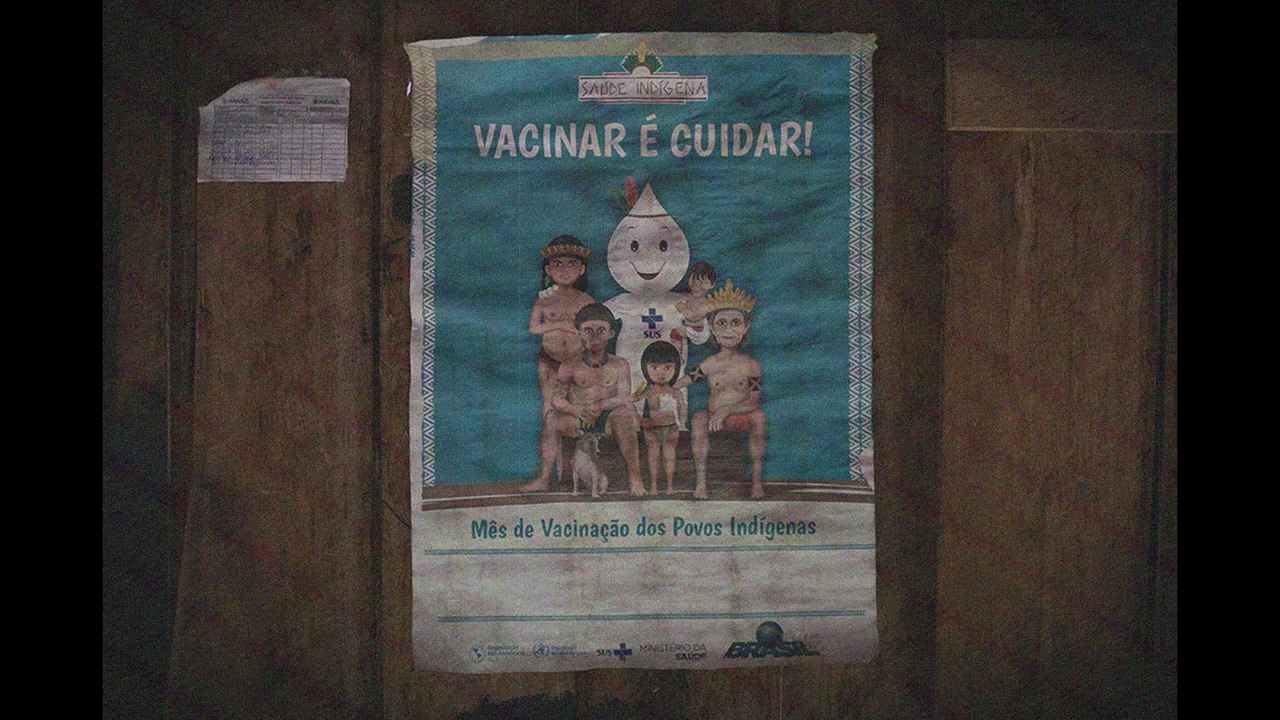 SAÚDE INDÍGENA
VACINAR É CUIDAR!
SUS
Mês de Vacinação dos Povos Indígenas
SUS
MINISTÉRIO DA
SAÚDE
BRASIL